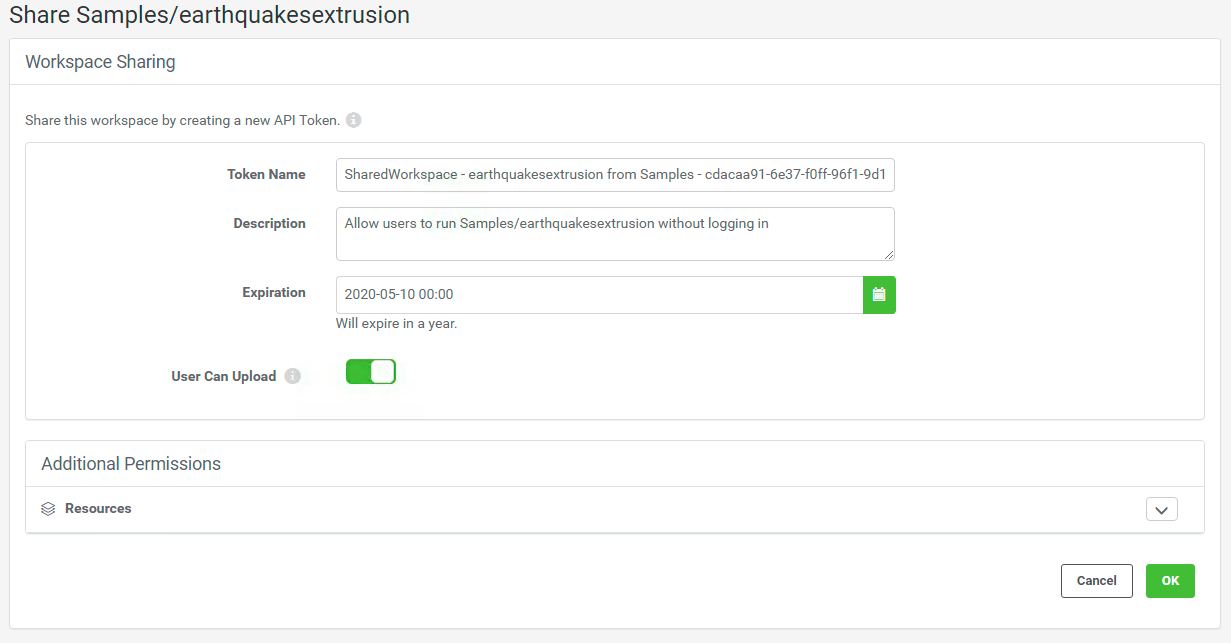 Share Samples/earthquakesextrusion
Workspace Sharing
Share this workspace by creating a new API Token.
Token Name SharedWorkspace - earthquakesextrusion from Samples - cdacaa91-6e37-f0ff-96f1-9d1
Description Allow users to run Samples/earthquakesextrusion without logging in
Expiration 2020-05-10 00:00
Will expire in a year.
User Can Upload
Additional Permissions
Resources
Cancel OK